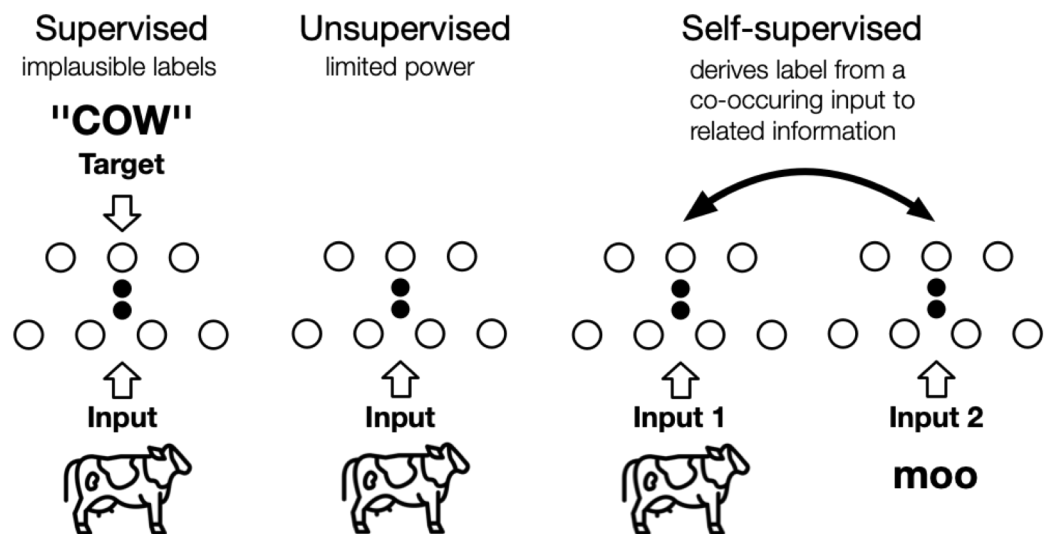 Supervised
implausible labels
"COW"
Target
Input
Unsupervised
limited power
Input
Self-supervised
derives label from a
co-occuring input to
related information
Input 1
Input 2
moo